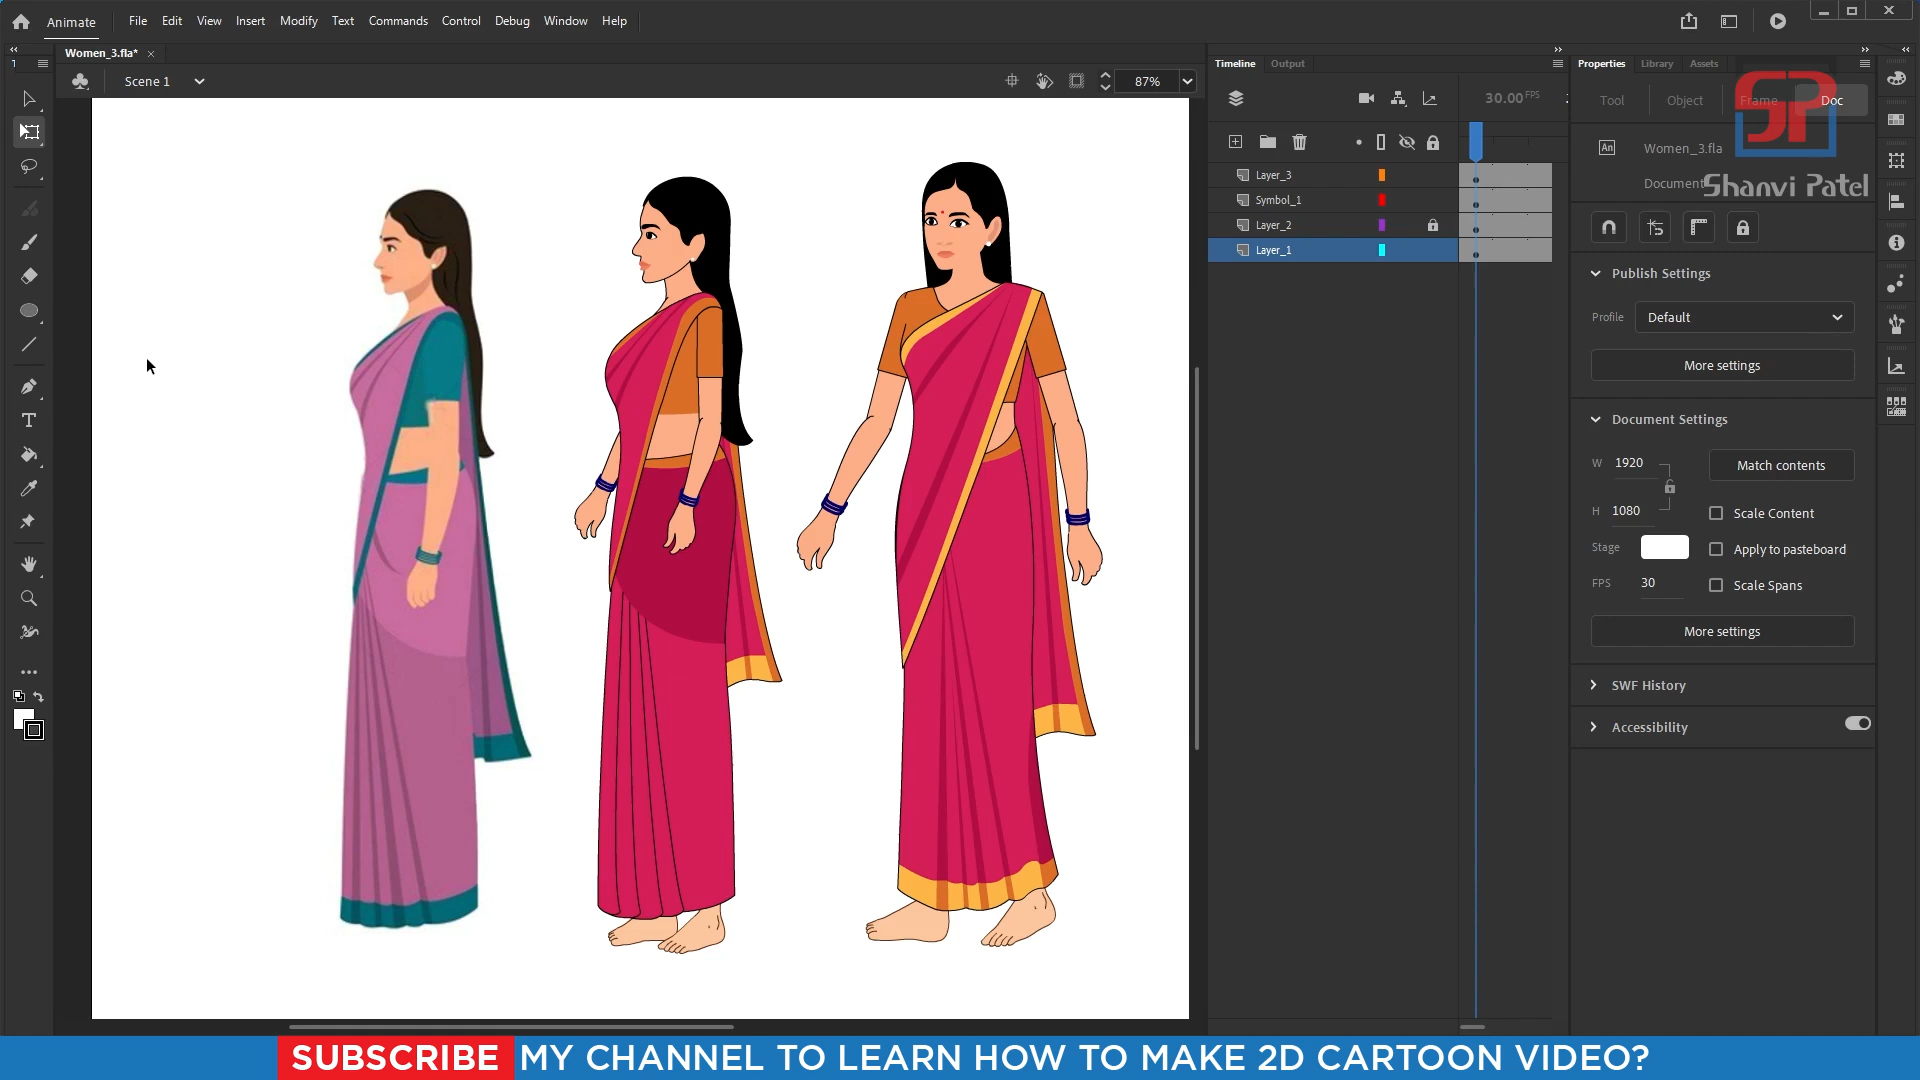 Animate File Edit View Insert Modify Text Commands Control Debug Window Help
Women_3.fla*
Scene 1
87%
Timeline Output
30.00 FPS
Layer_3
Symbol_1
Layer_2
Layer_1
Properties Library Assets
Tool Object Frame Doc
SP
An Women_3.fla
Document
Shanvi Patel
Publish Settings
Profile Default
More settings
Document Settings
W 1920 Match contents
H 1080 Scale Content
Stage Apply to pasteboard
FPS 30 Scale Spans
More settings
SWF History
Accessibility
SUBSCRIBE MY CHANNEL TO LEARN HOW TO MAKE 2D CARTOON VIDEO?